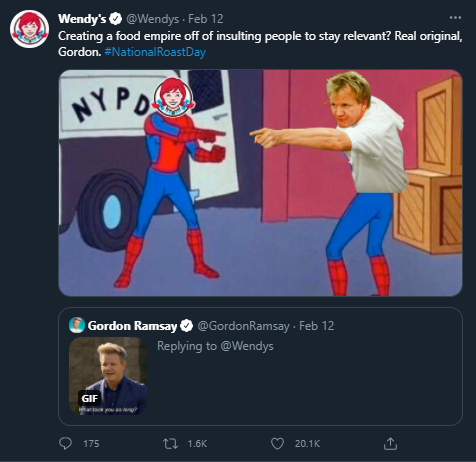 Wendy's @Wendys · Feb 12
Creating a food empire off of insulting people to stay relevant? Real original,
Gordon. #NationalRoastDay
NYPD
Gordon Ramsay @GordonRamsay · Feb 12
Replying to @Wendys
GIF
What took you so long?
175 1.6K 20.1K